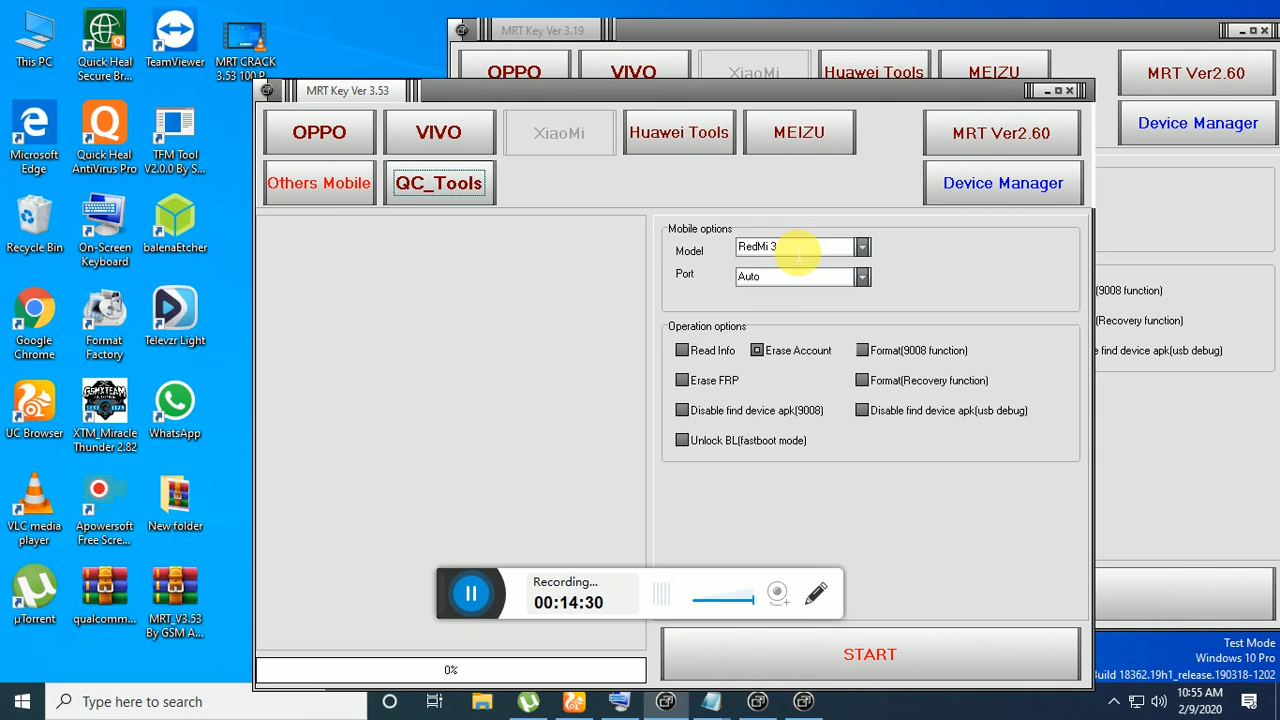 This PC
Quick Heal
Secure Br...
TeamViewer
MRT CRACK
3.53 100 P...
Microsoft
Edge
Quick Heal
AntiVirus Pro
TFM Tool
V2.0.0 By S...
Recycle Bin
On-Screen
Keyboard
balenaEtcher
Google
Chrome
Format
Factory
Televzr Light
UC Browser
XTM_Miracle
Thunder 2.82
WhatsApp
VLC media
player
Apowersoft
Free Scre...
New folder
µTorrent
qualcomm...
MRT_V3.53
By GSM A...
MRT Key Ver 3.19
OPPO
VIVO
XiaoMi
Huawei Tools
MEIZU
MRT Ver2.60
Device Manager
(9008 function)
(Recovery function)
find device apk(usb debug)
MRT Key Ver 3.53
OPPO
VIVO
XiaoMi
Huawei Tools
MEIZU
MRT Ver2.60
Others Mobile
QC_Tools
Device Manager
Mobile options
Model
RedMi 3
Port
Auto
Operation options
Read Info
Erase Account
Format(9008 function)
Erase FRP
Format(Recovery function)
Disable find device apk(9008)
Disable find device apk(usb debug)
Unlock BL(fastboot mode)
Recording...
00:14:30
START
0%
Test Mode
Windows 10 Pro
Build 18362.19h1_release.190318-1202
Type here to search
10:55 AM
2/9/2020